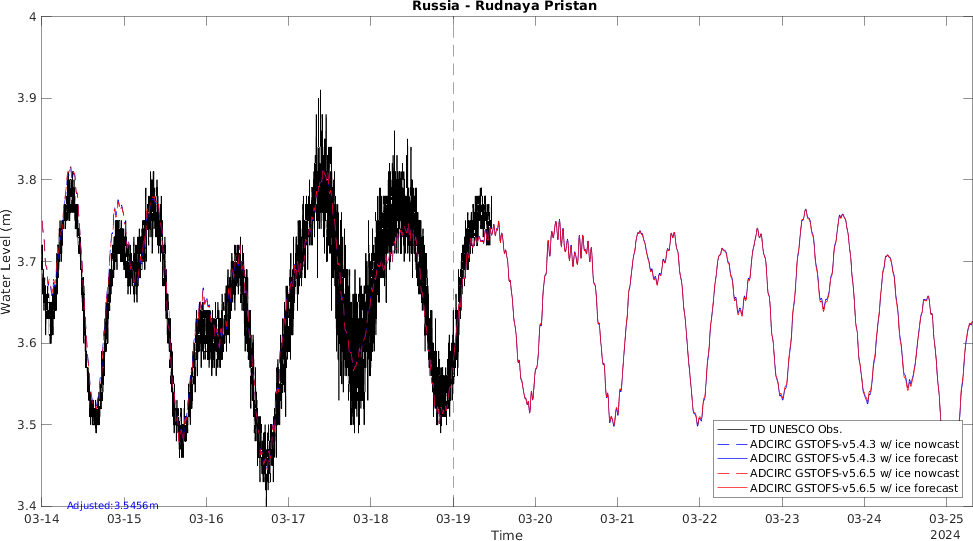 Russia - Rudnaya Pristan
4
3.9
3.8
3.7
3.6
3.5
3.4
Water Level (m)
TD UNESCO Obs.
ADCIRC GSTOFS-v5.4.3 w/ ice nowcast
ADCIRC GSTOFS-v5.4.3 w/ ice forecast
ADCIRC GSTOFS-v5.6.5 w/ ice nowcast
ADCIRC GSTOFS-v5.6.5 w/ ice forecast
Adjusted:3.5456m
03-14 03-15 03-16 03-17 03-18 03-19 03-20 03-21 03-22 03-23 03-24 03-25
2024
Time